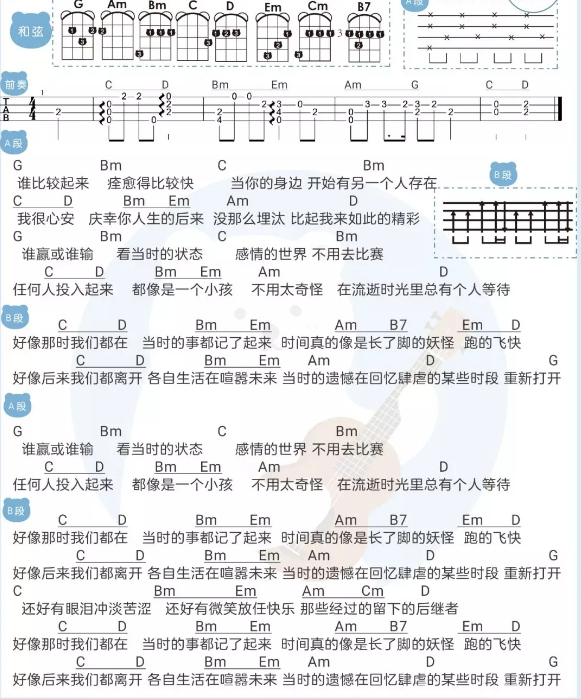 G Am Bm C D Em Cm B7
和弦
A段
前奏
C D Bm Em Am G C D
A段
G Bm C Bm
谁比较起来 痊愈得比较快 当你的身边 开始有另一个人存在
B段
C D Bm Em Am D
我很心安 庆幸你人生的后来 没那么埋汰 比起我来如此的精彩
G Bm C Bm
谁赢或谁输 看当时的状态 感情的世界 不用去比赛
C D Bm Em Am D
任何人投入起来 都像是一个小孩 不用太奇怪 在流逝时光里总有个人等待
B段
C D Bm Em Am B7 Em D
好像那时我们都在 当时的事都记了起来 时间真的像是长了脚的妖怪 跑的飞快
C D Bm Em Am D G
好像后来我们都离开 各自生活在喧嚣未来 当时的遗憾在回忆肆虐的某些时段 重新打开
A段
G Bm C Bm
谁赢或谁输 看当时的状态 感情的世界 不用去比赛
C D Bm Em Am D
任何人投入起来 都像是一个小孩 不用太奇怪 在流逝时光里总有个人等待
B段
C D Bm Em Am B7 Em D
好像那时我们都在 当时的事都记了起来 时间真的像是长了脚的妖怪 跑的飞快
C D Bm Em Am D G
好像后来我们都离开 各自生活在喧嚣未来 当时的遗憾在回忆肆虐的某些时段 重新打开
C Bm Em Am Cm D
还好有眼泪冲淡苦涩 还好有微笑放任快乐 那些经过的留下的后继者
C D Bm Em Am B7 Em D
好像那时我们都在 当时的事都记了起来 时间真的像是长了脚的妖怪 跑的飞快
C D Bm Em Am D G
好像后来我们都离开 各自生活在喧嚣未来 当时的遗憾在回忆肆虐的某些时段 重新打开